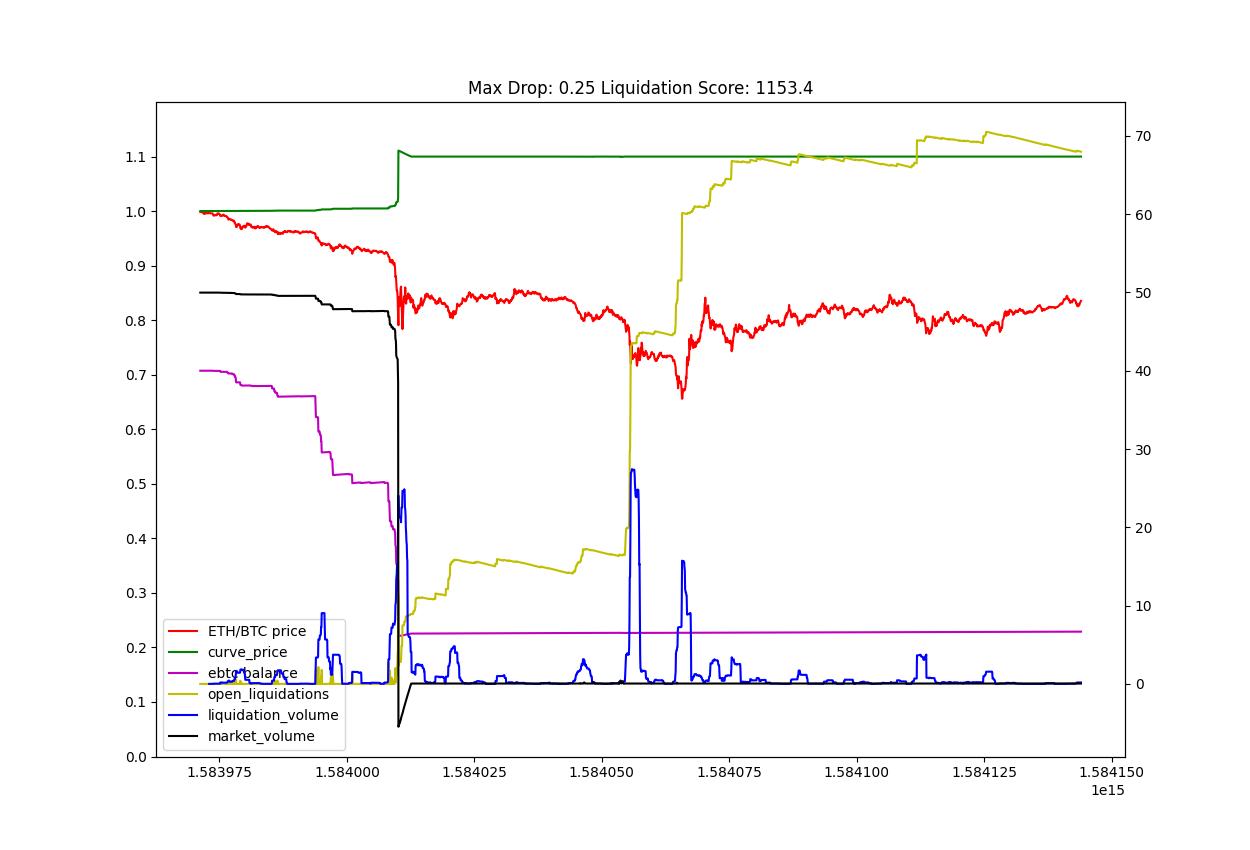 Max Drop: 0.25 Liquidation Score: 1153.4
1.1
1.0
0.9
0.8
0.7
0.6
0.5
0.4
0.3
0.2
0.1
0.0
70
60
50
40
30
20
10
0
ETH/BTC price
curve_price
ebtc balance
open_liquidations
liquidation_volume
market_volume
1.583975 1.584000 1.584025 1.584050 1.584075 1.584100 1.584125 1.584150
1e15